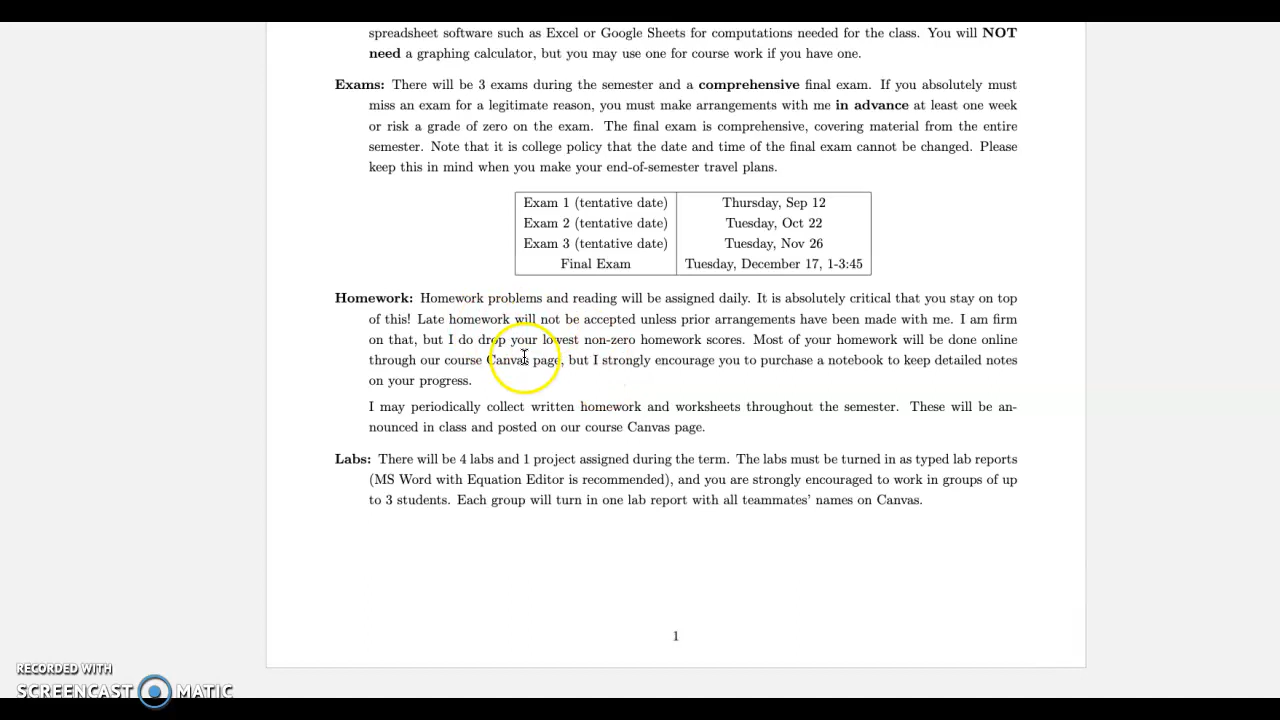 spreadsheet software such as Excel or Google Sheets for computations needed for the class. You will NOT
need a graphing calculator, but you may use one for course work if you have one.
Exams: There will be 3 exams during the semester and a comprehensive final exam. If you absolutely must
miss an exam for a legitimate reason, you must make arrangements with me in advance at least one week
or risk a grade of zero on the exam. The final exam is comprehensive, covering material from the entire
semester. Note that it is college policy that the date and time of the final exam cannot be changed. Please
keep this in mind when you make your end-of-semester travel plans.
Exam 1 (tentative date) Thursday, Sep 12
Exam 2 (tentative date) Tuesday, Oct 22
Exam 3 (tentative date) Tuesday, Nov 26
Final Exam Tuesday, December 17, 1-3:45
Homework: Homework problems and reading will be assigned daily. It is absolutely critical that you stay on top
of this! Late homework will not be accepted unless prior arrangements have been made with me. I am firm
on that, but I do drop your lowest non-zero homework scores. Most of your homework will be done online
through our course Canvas page, but I strongly encourage you to purchase a notebook to keep detailed notes
on your progress.
I may periodically collect written homework and worksheets throughout the semester. These will be an-
nounced in class and posted on our course Canvas page.
Labs: There will be 4 labs and 1 project assigned during the term. The labs must be turned in as typed lab reports
(MS Word with Equation Editor is recommended), and you are strongly encouraged to work in groups of up
to 3 students. Each group will turn in one lab report with all teammates' names on Canvas.
1
RECORDED WITH
SCREENCAST MATIC